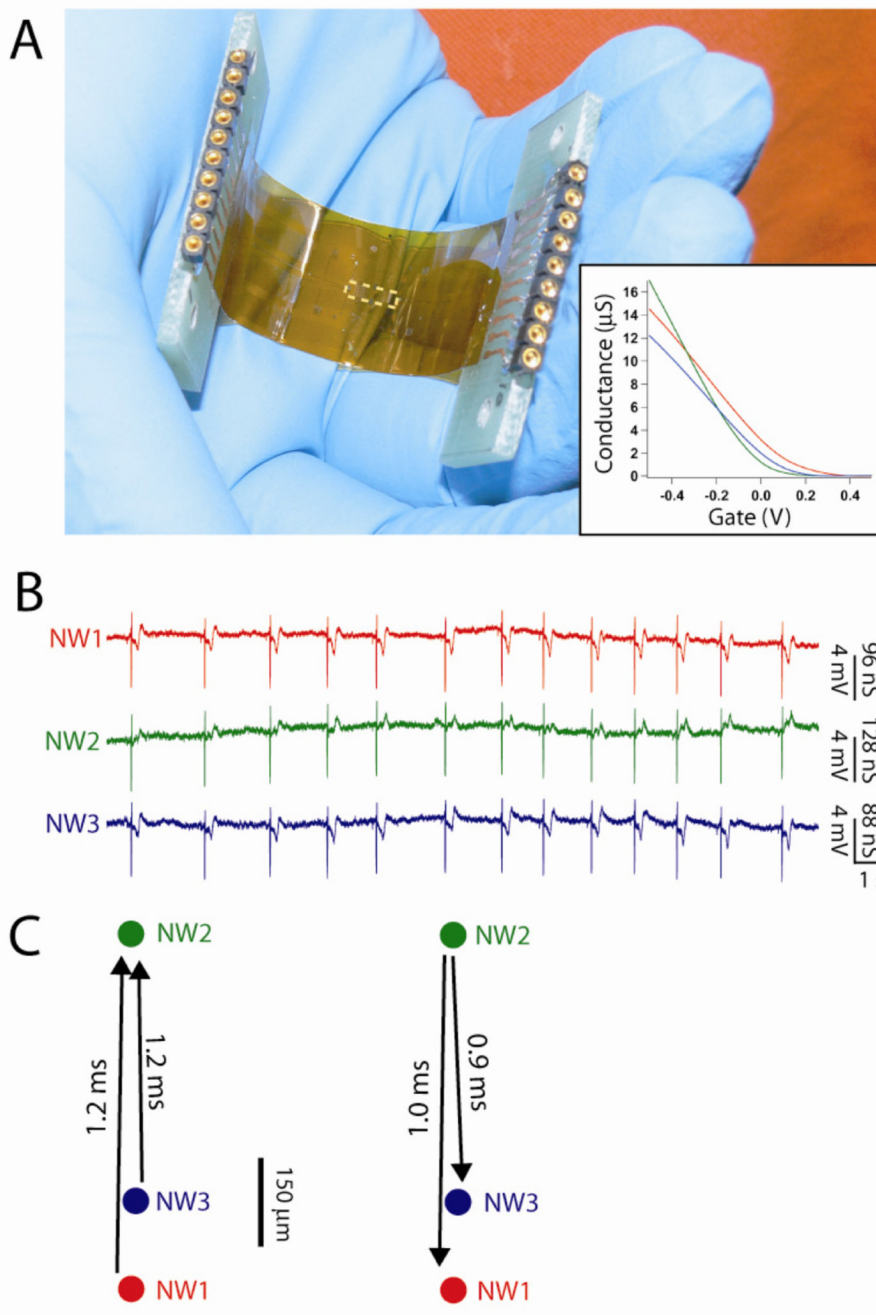 A
Conductance (μS)
16
14
12
10
8
6
4
2
0
-0.4
-0.2
0.0
0.2
0.4
Gate (V)
B
NW1
4 mV
96 nS
NW2
4 mV
128 nS
NW3
4 mV
88 nS
1
C
NW2
NW2
1.2 ms
1.2 ms
1.0 ms
0.9 ms
150 μm
NW3
NW3
NW1
NW1